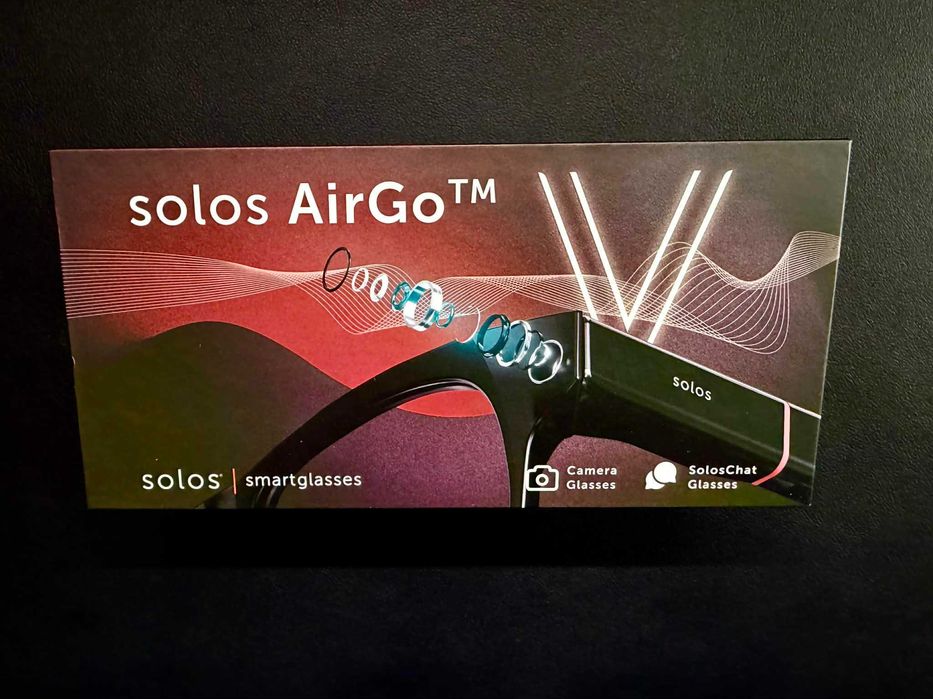 solos AirGo™
V
solos
solos® | smartglasses
Camera
Glasses
SolosChat
Glasses